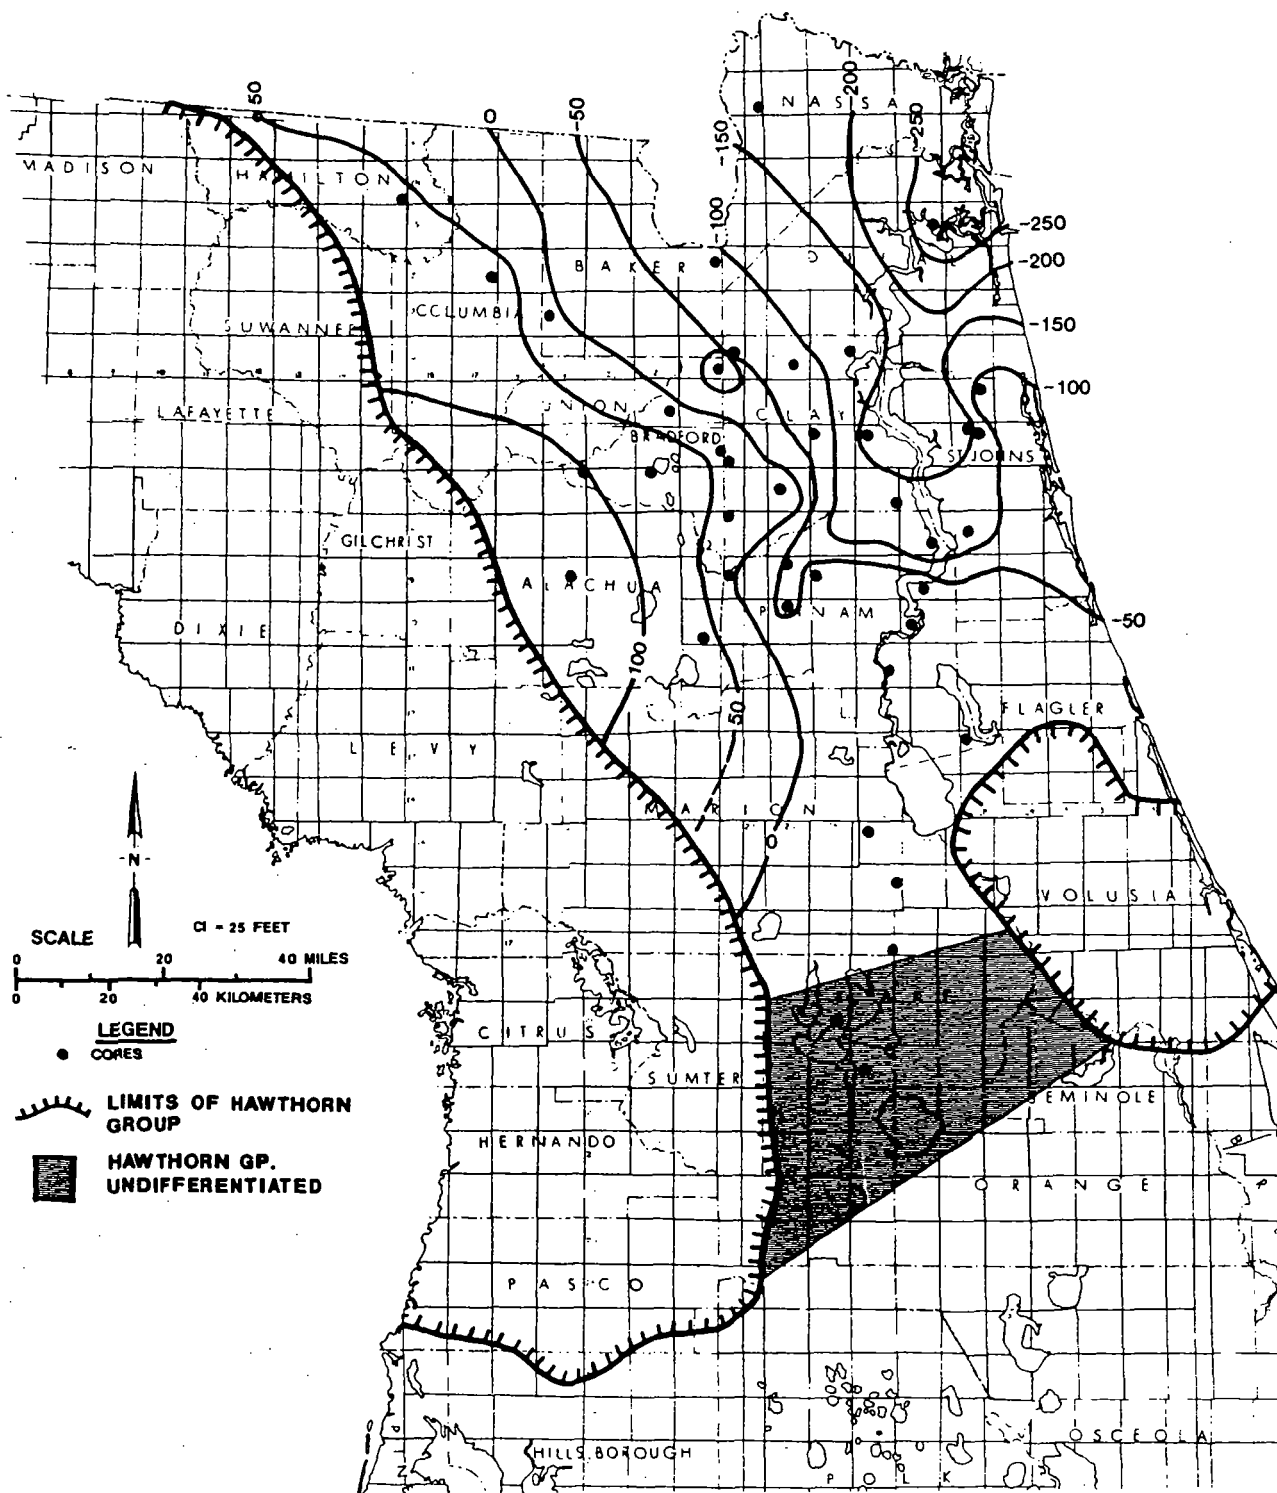 50
0
-50
-100
-150
-200
-250
NASSA
MADISON
HAMILTON
-250
-200
BAKER
CCLUMBIA
SUWANNEE
-150
-100
LAFAYETTE
UNION
CLAY
BRADFORD
ST JOHNS
GILCHRIST
ALACHUA
PUTNAM
-50
DIXIE
100
50
FLAGLER
LEVY
MARION
0
-N-
VOLUSIA
CI = 25 FEET
SCALE
0 20 40 MILES
0 20 40 KILOMETERS
LEGEND
CORES
CITRUS
LAKE
SUMTER
LIMITS OF HAWTHORN
GROUP
SEMINOLE
HERNANDO
HAWTHORN GP.
UNDIFFERENTIATED
ORANGE
PASCO
OSCEOLA
HILLSBOROUGH
POLK